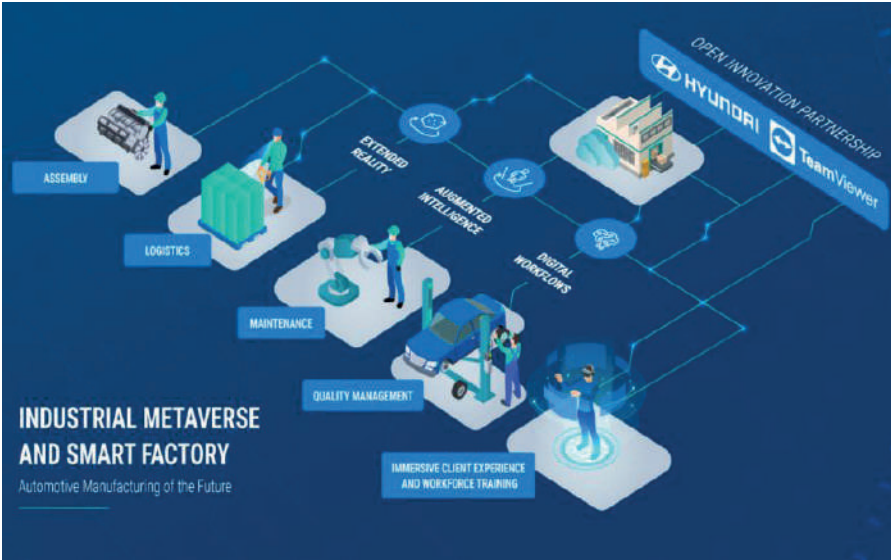 OPEN INNOVATION PARTNERSHIP
HYUNDAI
TeamViewer
EXTENDED
REALITY
AUGMENTED
INTELLIGENCE
DIGITAL
WORKFLOWS
ASSEMBLY
LOGISTICS
MAINTENANCE
QUALITY MANAGEMENT
IMMERSIVE CLIENT EXPERIENCE
AND WORKFORCE TRAINING
INDUSTRIAL METAVERSE
AND SMART FACTORY
Automotive Manufacturing of the Future